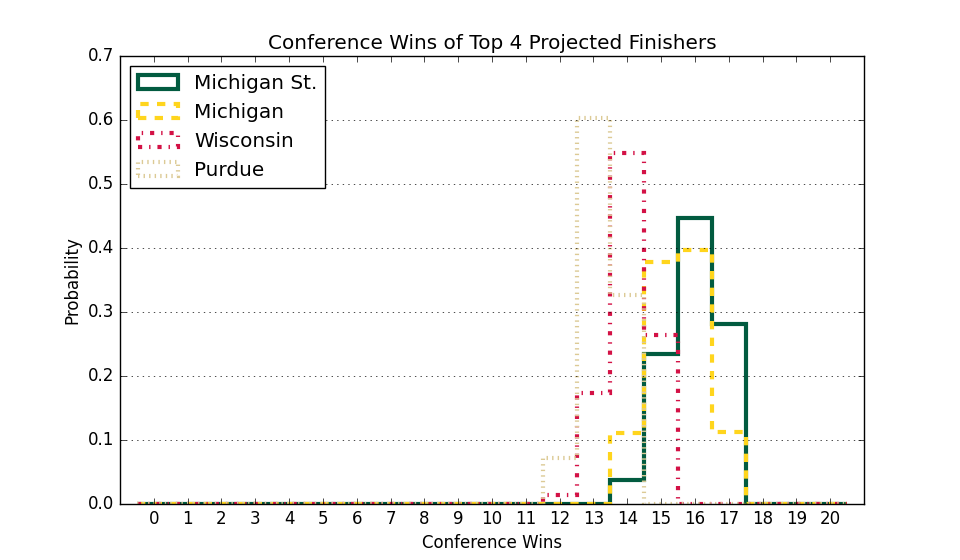 Conference Wins of Top 4 Projected Finishers
0.7
0.6
0.5
0.4
0.3
0.2
0.1
0.0
Probability
Michigan St.
Michigan
Wisconsin
Purdue
0 1 2 3 4 5 6 7 8 9 10 11 12 13 14 15 16 17 18 19 20
Conference Wins